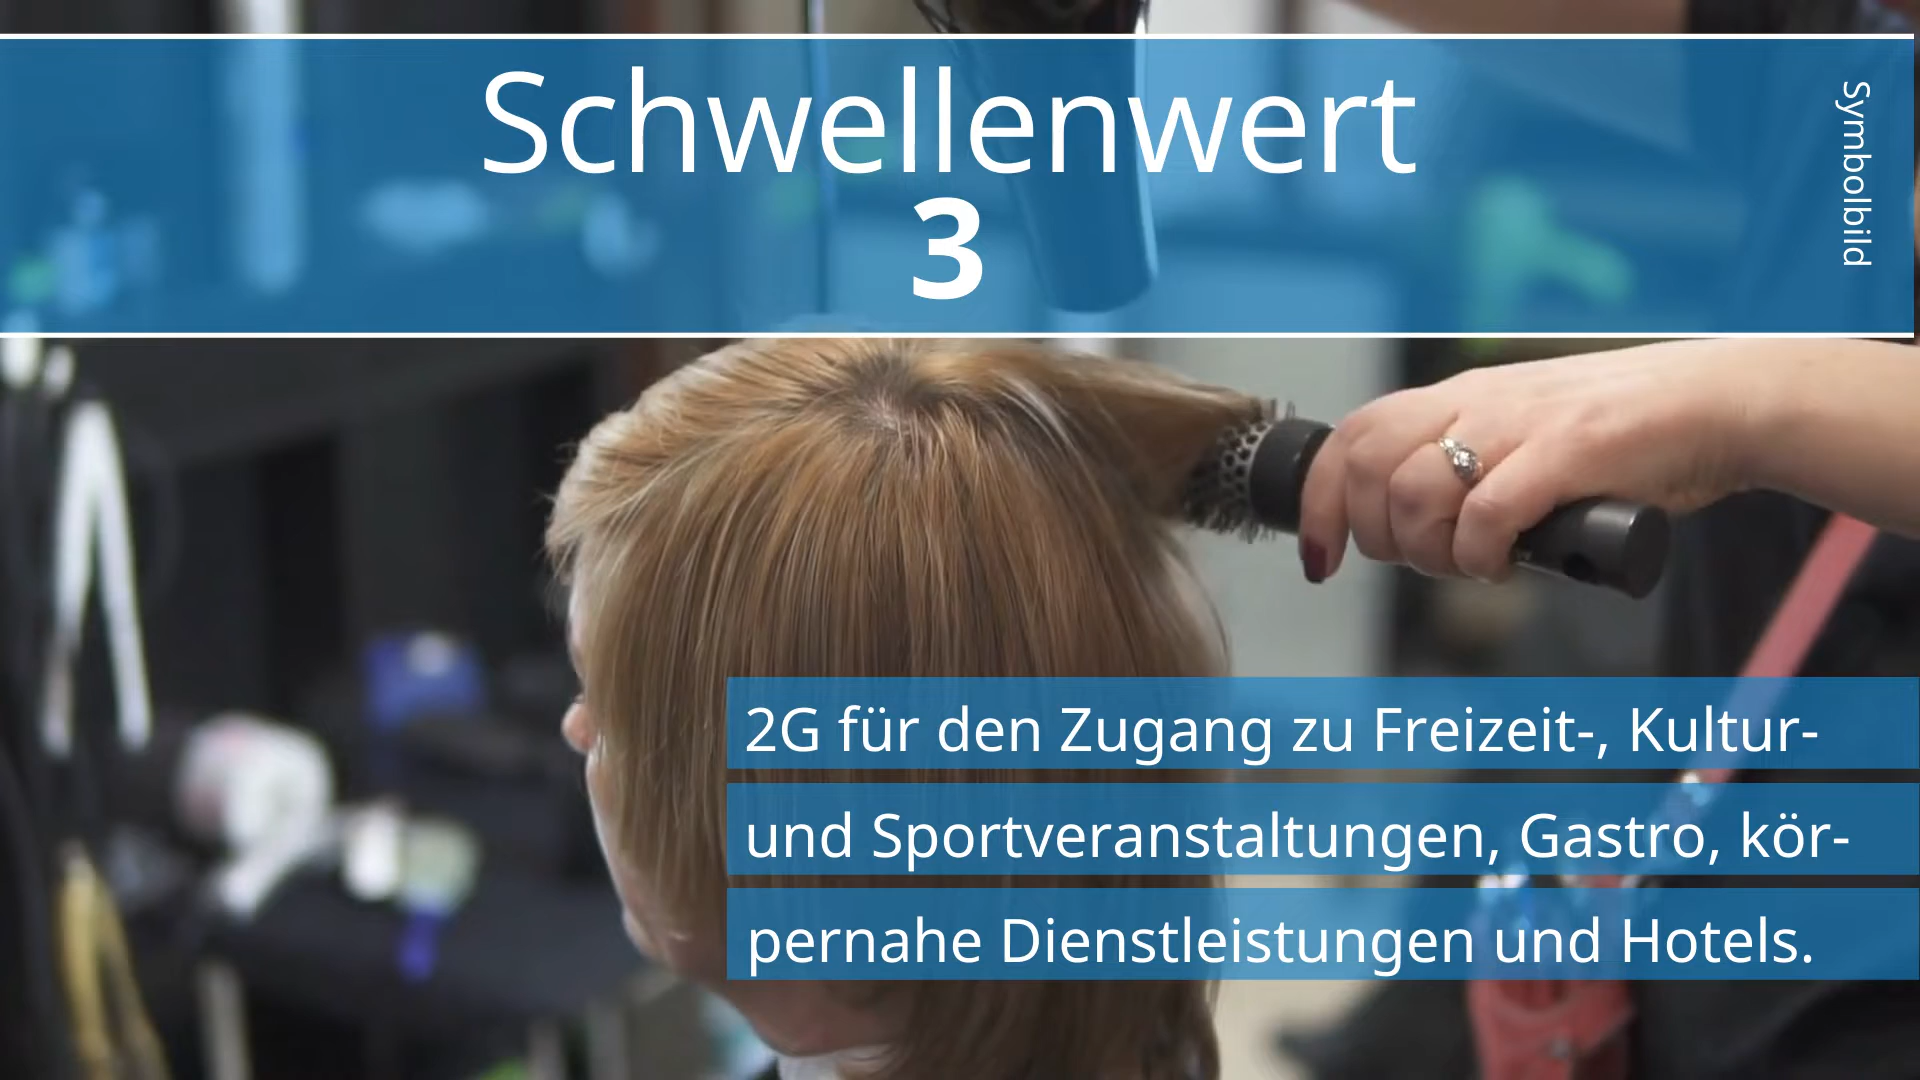 Schwellenwert
3
Symbolbild
2G für den Zugang zu Freizeit-, Kultur-
und Sportveranstaltungen, Gastro, kör-
pernahe Dienstleistungen und Hotels.